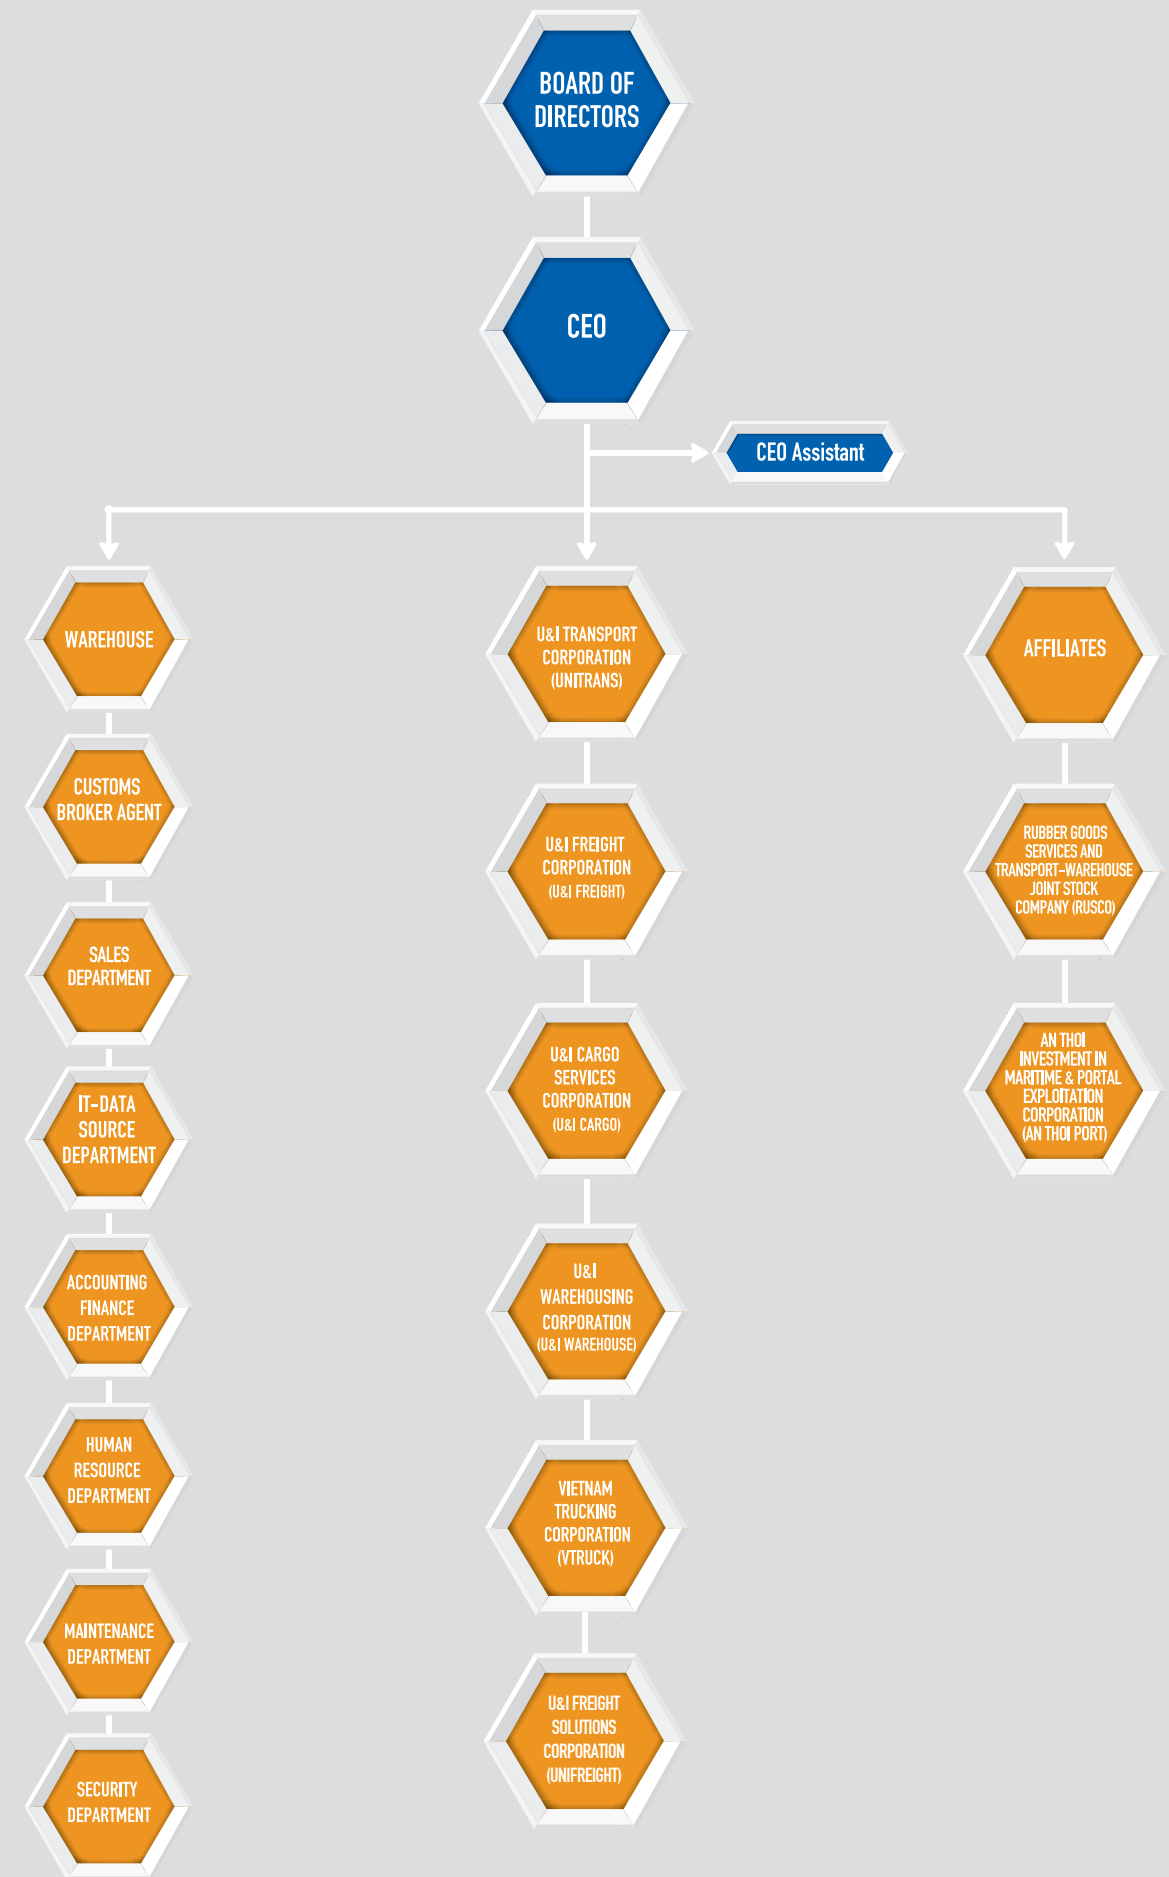 BOARD OF
DIRECTORS
CEO
CEO Assistant
WAREHOUSE
CUSTOMS
BROKER AGENT
SALES
DEPARTMENT
IT-DATA
SOURCE
DEPARTMENT
ACCOUNTING
FINANCE
DEPARTMENT
HUMAN
RESOURCE
DEPARTMENT
MAINTENANCE
DEPARTMENT
SECURITY
DEPARTMENT
U&I TRANSPORT
CORPORATION
(UNITRANS)
U&I FREIGHT
CORPORATION
(U&I FREIGHT)
U&I CARGO
SERVICES
CORPORATION
(U&I CARGO)
U&I
WAREHOUSING
CORPORATION
(U&I WAREHOUSE)
VIETNAM
TRUCKING
CORPORATION
(VTRUCK)
U&I FREIGHT
SOLUTIONS
CORPORATION
(UNIFREIGHT)
AFFILIATES
RUBBER GOODS
SERVICES AND
TRANSPORT-WAREHOUSE
JOINT STOCK
COMPANY (RUSCO)
AN THOI
INVESTMENT IN
MARITIME & PORTAL
EXPLOITATION
CORPORATION
(AN THOI PORT)